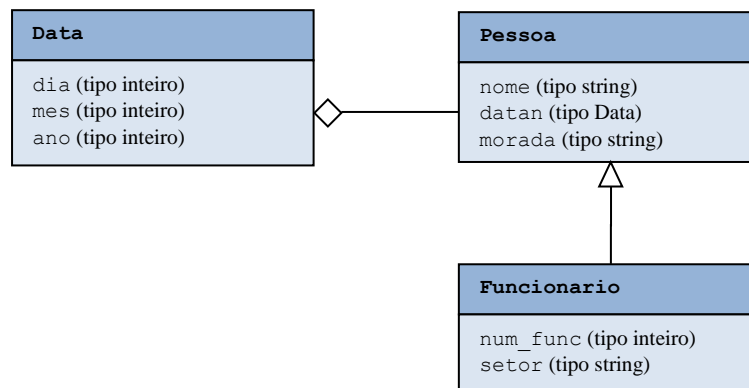 Data
dia (tipo inteiro)
mes (tipo inteiro)
ano (tipo inteiro)
Pessoa
nome (tipo string)
datan (tipo Data)
morada (tipo string)
Funcionario
num_func (tipo inteiro)
setor (tipo string)